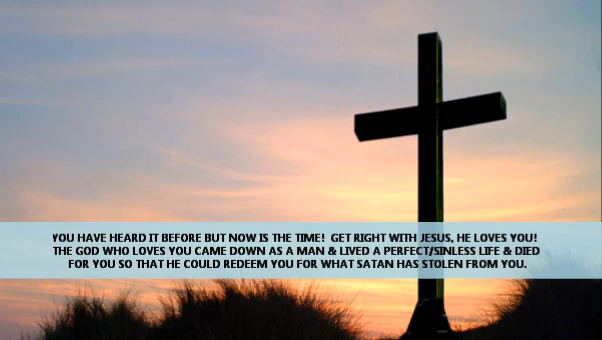 YOU HAVE HEARD IT BEFORE BUT NOW IS THE TIME!  GET RIGHT WITH JESUS, HE LOVES YOU!
THE GOD WHO LOVES YOU CAME DOWN AS A MAN & LIVED A PERFECT/SINLESS LIFE & DIED
FOR YOU SO THAT HE COULD REDEEM YOU FOR WHAT SATAN HAS STOLEN FROM YOU.